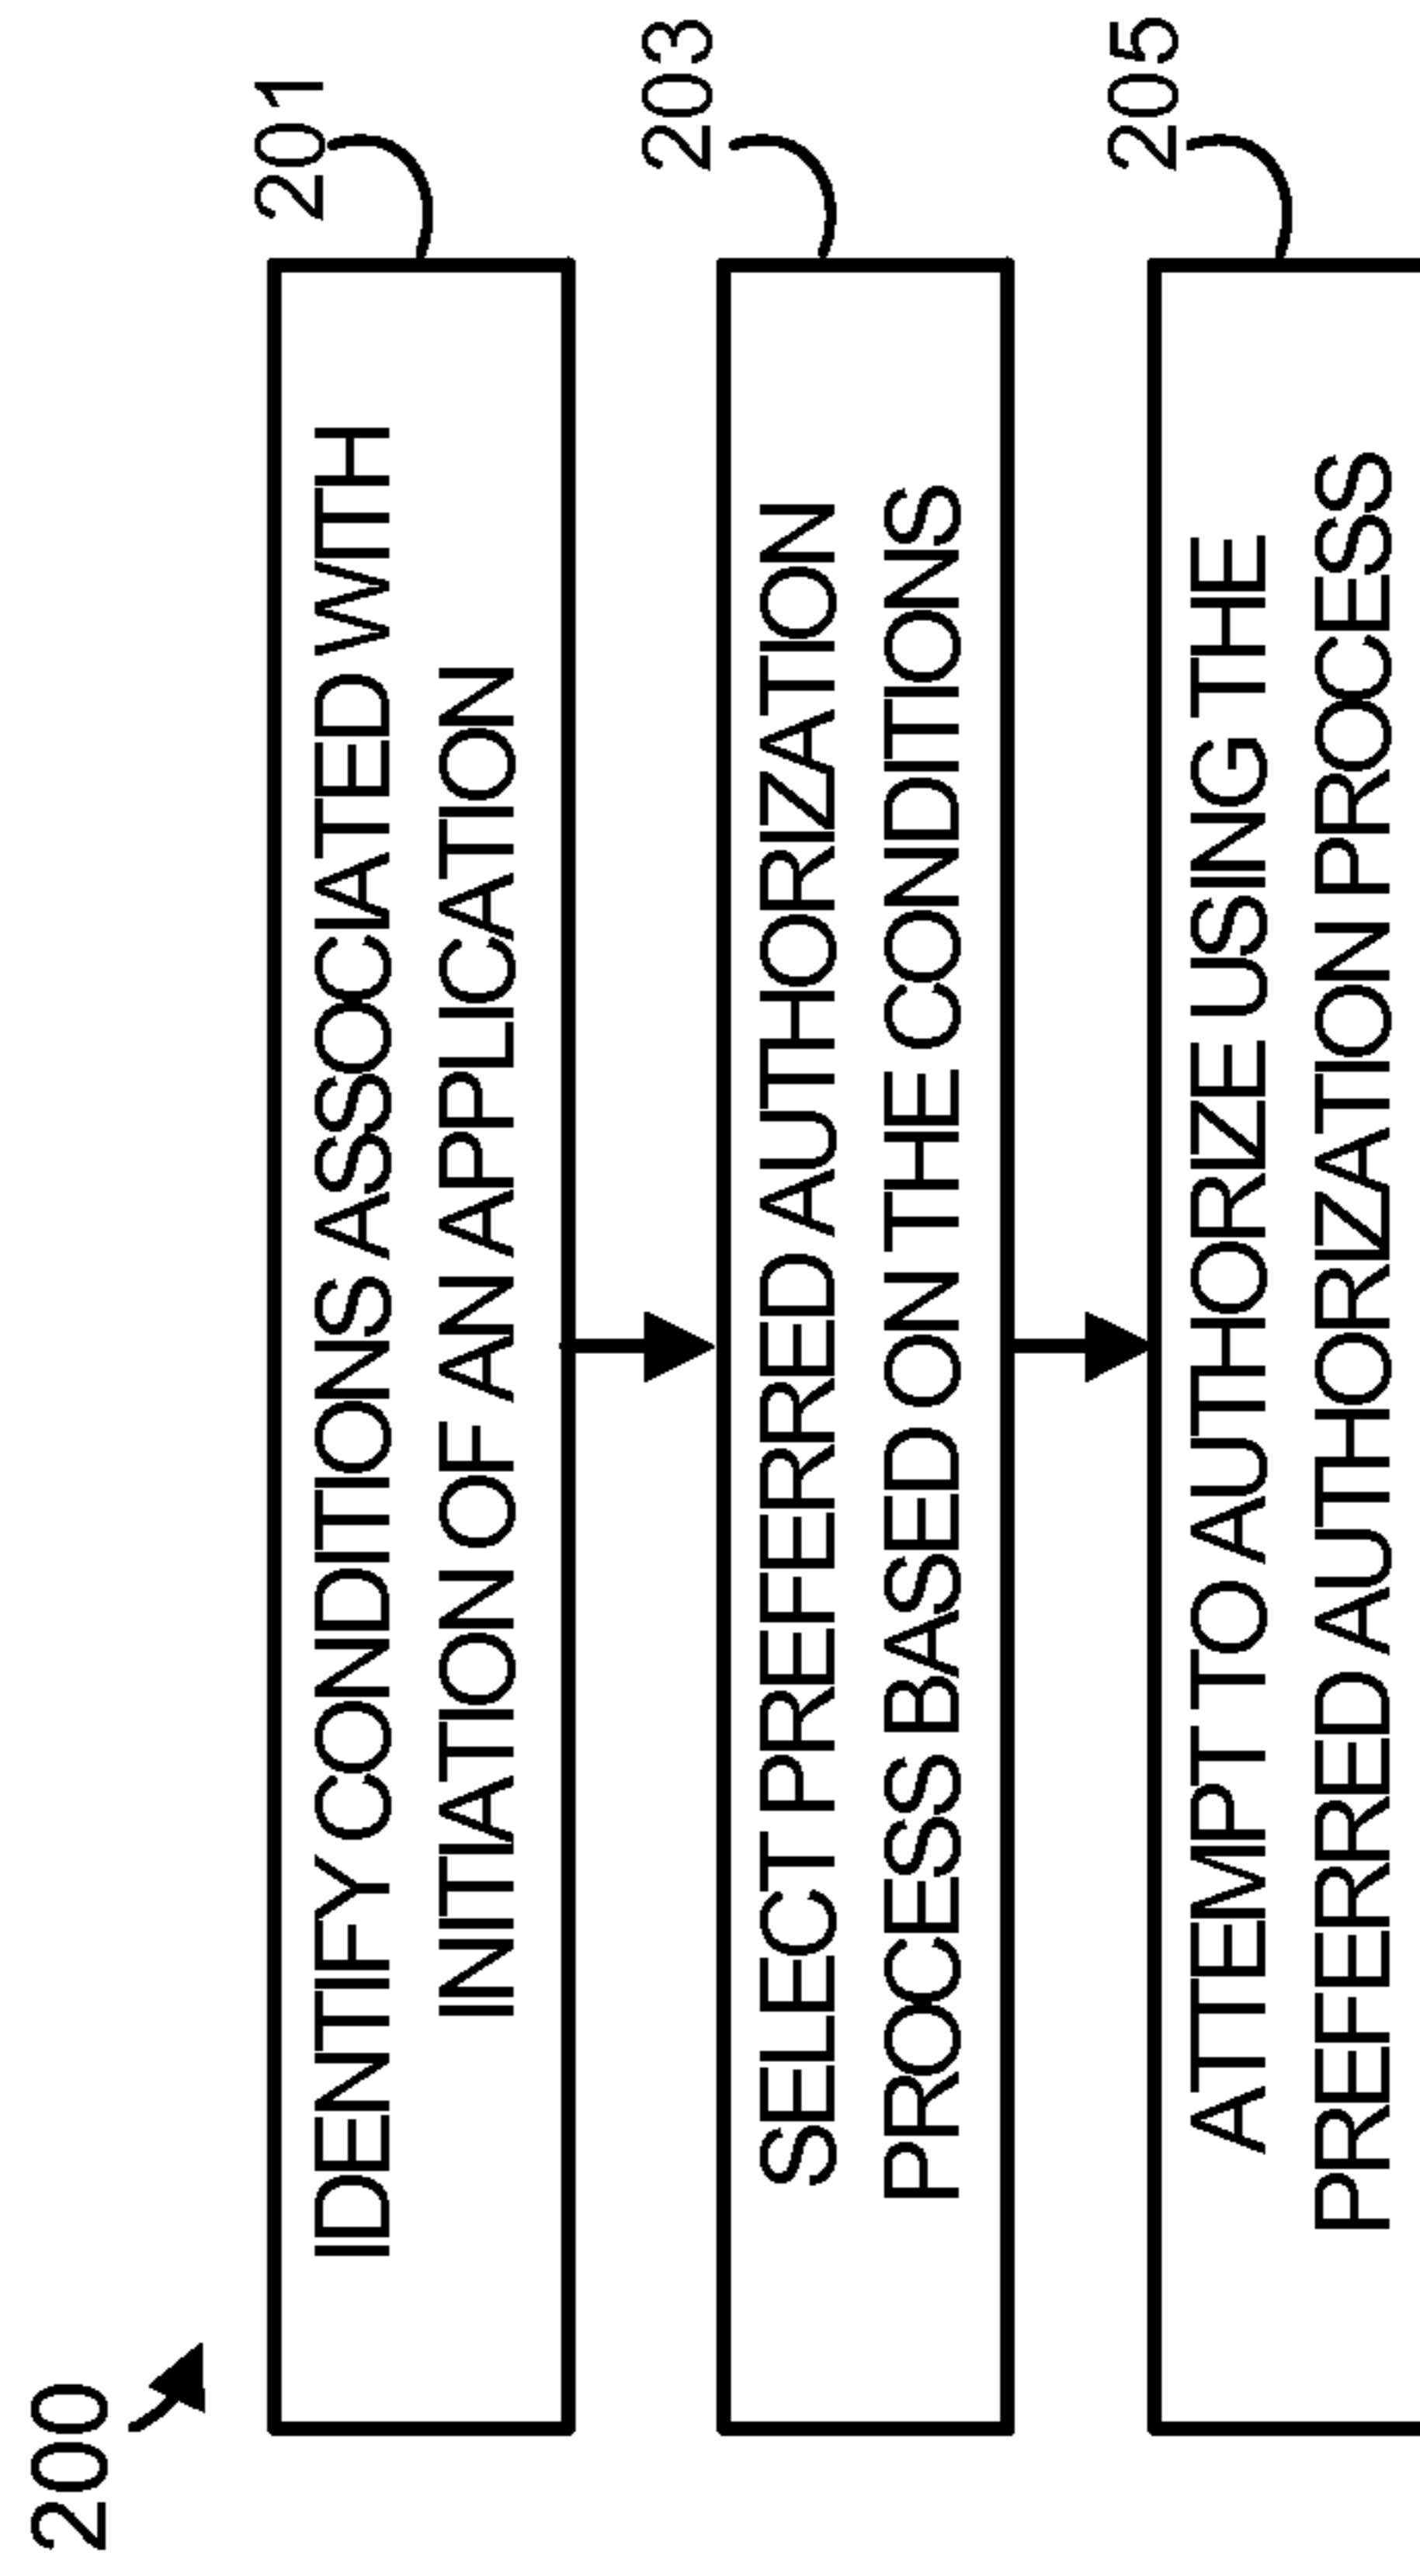 200
201
IDENTIFY CONDITIONS ASSOCIATED WITH
INITIATION OF AN APPLICATION
203
SELECT PREFERRED AUTHORIZATION
PROCESS BASED ON THE CONDITIONS
205
ATTEMPT TO AUTHORIZE USING THE
PREFERRED AUTHORIZATION PROCESS